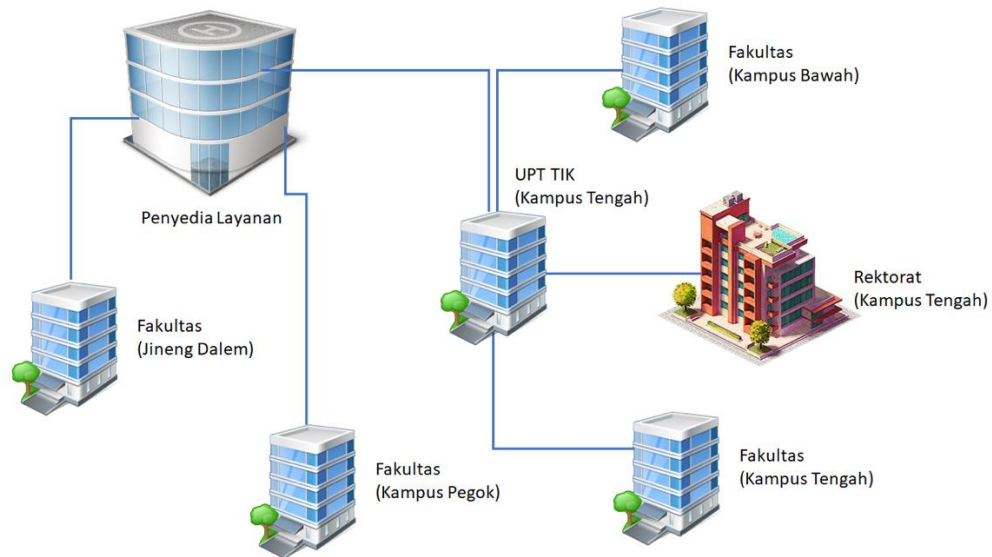 Fakultas
(Kampus Bawah)
UPT TIK
(Kampus Tengah)
Penyedia Layanan
Rektorat
(Kampus Tengah)
Fakultas
(Jineng Dalem)
Fakultas
(Kampus Pegok)
Fakultas
(Kampus Tengah)